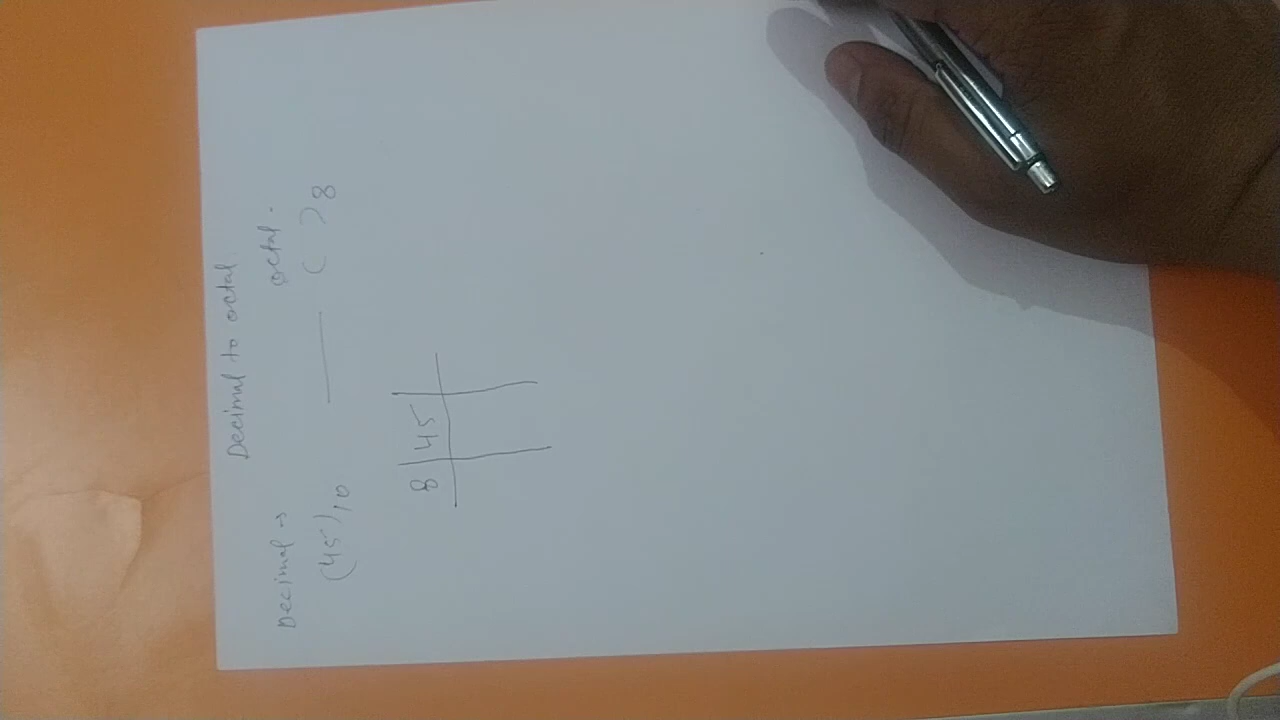 Decimal to octal
Decimal → octal.
(45)10 — ( )8
8 45